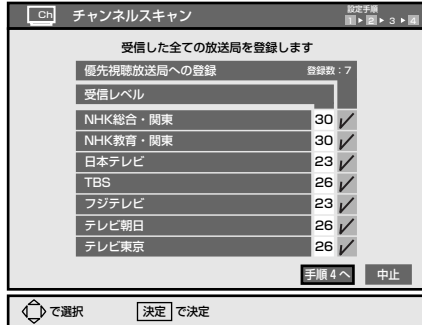 Ch チャンネルスキャン
設定手順
1 ▸ 2 ▸ 3 ▸ 4
受信した全ての放送局を登録します
優先視聴放送局への登録 登録数:7
受信レベル
NHK総合・関東 30 ✓
NHK教育・関東 30 ✓
日本テレビ 23 ✓
TBS 26 ✓
フジテレビ 23 ✓
テレビ朝日 26 ✓
テレビ東京 26 ✓
手順4へ 中止
で選択 決定 で決定